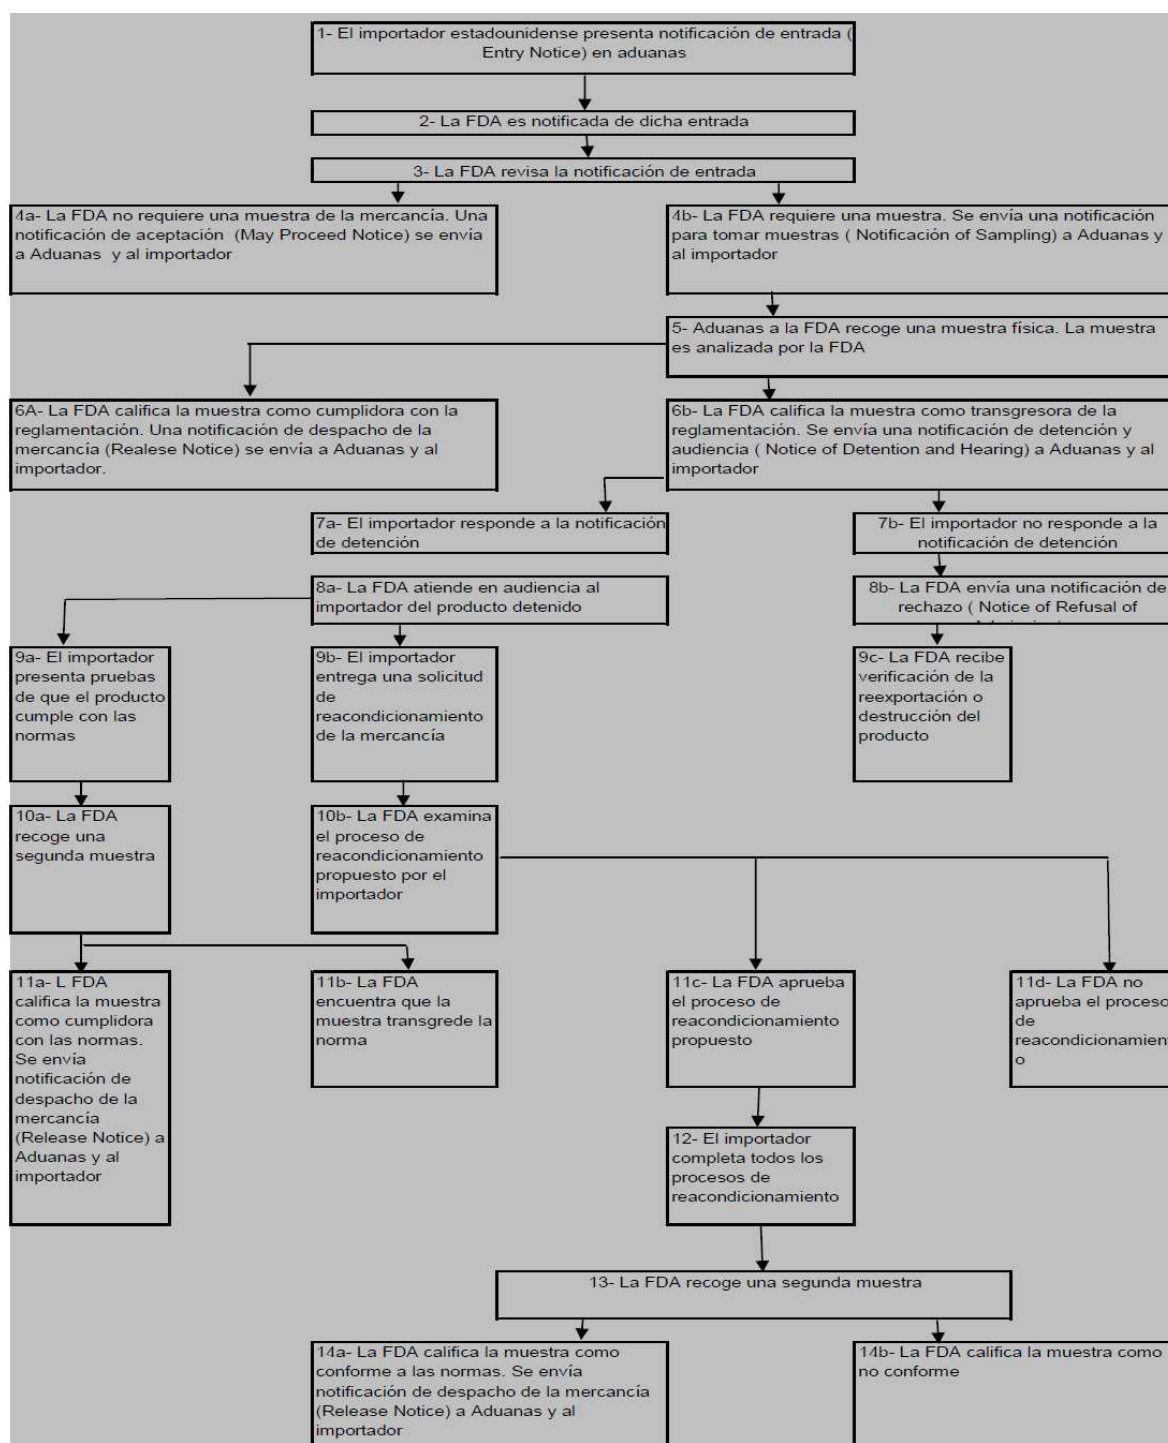 1- El importador estadounidense presenta notificación de entrada (
Entry Notice) en aduanas
2- La FDA es notificada de dicha entrada
3- La FDA revisa la notificación de entrada
4a- La FDA no requiere una muestra de la mercancía. Una
notificación de aceptación (May Proceed Notice) se envía
a Aduanas y al importador
4b- La FDA requiere una muestra. Se envía una notificación
para tomar muestras ( Notificación of Sampling) a Aduanas y
al importador
5- Aduanas a la FDA recoge una muestra física. La muestra
es analizada por la FDA
6A- La FDA califica la muestra como cumplidora con la
reglamentación. Una notificación de despacho de la
mercancía (Realese Notice) se envía a Aduanas y al
importador.
6b- La FDA califica la muestra como transgresora de la
reglamentación. Se envía una notificación de detención y
audiencia ( Notice of Detention and Hearing) a Aduanas y al
importador
7a- El importador responde a la notificación
de detención
7b- El importador no responde a la
notificación de detención
8a- La FDA atiende en audiencia al
importador del producto detenido
8b- La FDA envía una notificación de
rechazo ( Notice of Refusal of
9a- El importador
presenta pruebas
de que el producto
cumple con las
normas
9b- El importador
entrega una solicitud
de
reacondicionamiento
de la mercancía
9c- La FDA recibe
verificación de la
reexportación o
destrucción del
producto
10a- La FDA
recoge una
segunda muestra
10b- La FDA examina
el proceso de
reacondicionamiento
propuesto por el
importador
11a- L FDA
califica la muestra
como cumplidora
con las normas.
Se envía
notificación de
despacho de la
mercancía
(Release Notice) a
Aduanas y al
importador
11b- La FDA
encuentra que la
muestra transgrede la
norma
11c- La FDA aprueba
el proceso de
reacondicionamiento
propuesto
11d- La FDA no
aprueba el proceso
de
reacondicionamient
o
12- El importador
completa todos los
procesos de
reacondicionamiento
13- La FDA recoge una segunda muestra
14a- La FDA califica la muestra como
conforme a las normas. Se envía
notificación de despacho de la mercancía
(Release Notice) a Aduanas y al
importador
14b- La FDA califica la muestra como
no conforme